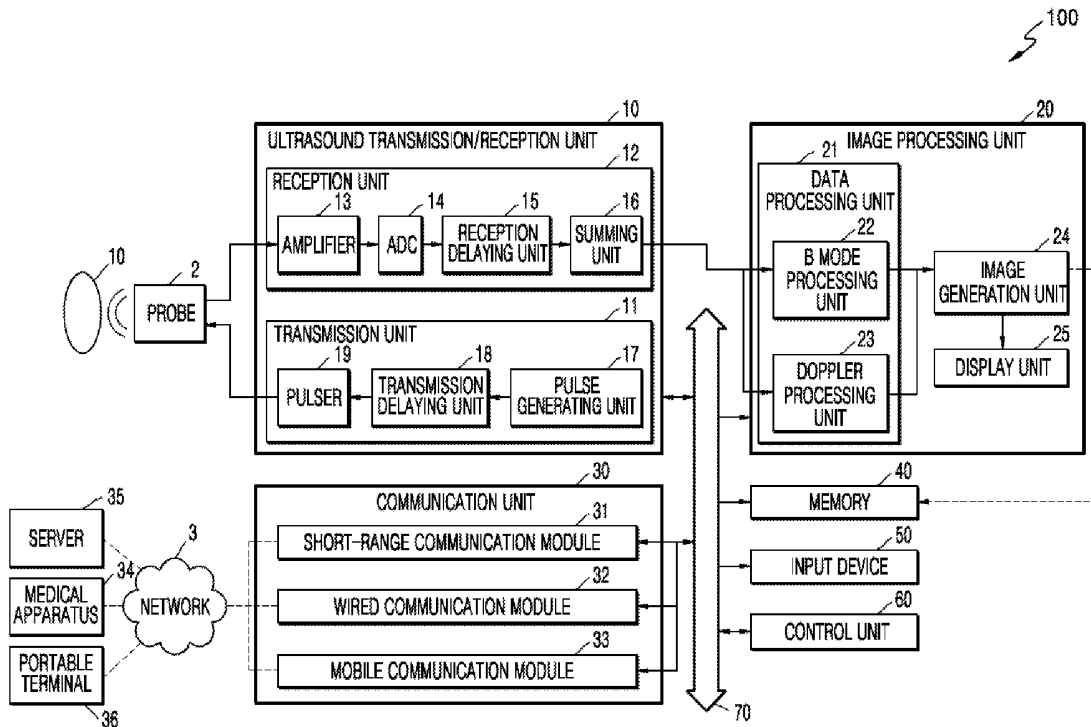 100
10
ULTRASOUND TRANSMISSION/RECEPTION UNIT
12
RECEPTION UNIT
13
14
15
16
AMPLIFIER
ADC
RECEPTION
DELAYING UNIT
SUMMING
UNIT
10
2
PROBE
11
TRANSMISSION UNIT
19
18
17
PULSER
TRANSMISSION
DELAYING UNIT
PULSE
GENERATING UNIT
20
IMAGE PROCESSING UNIT
21
DATA
PROCESSING UNIT
22
B MODE
PROCESSING
UNIT
24
IMAGE
GENERATION UNIT
23
DOPPLER
PROCESSING
UNIT
25
DISPLAY UNIT
30
COMMUNICATION UNIT
31
SHORT-RANGE COMMUNICATION MODULE
32
WIRED COMMUNICATION MODULE
33
MOBILE COMMUNICATION MODULE
35
SERVER
34
MEDICAL
APPARATUS
PORTABLE
TERMINAL
36
3
NETWORK
40
MEMORY
50
INPUT DEVICE
60
CONTROL UNIT
70